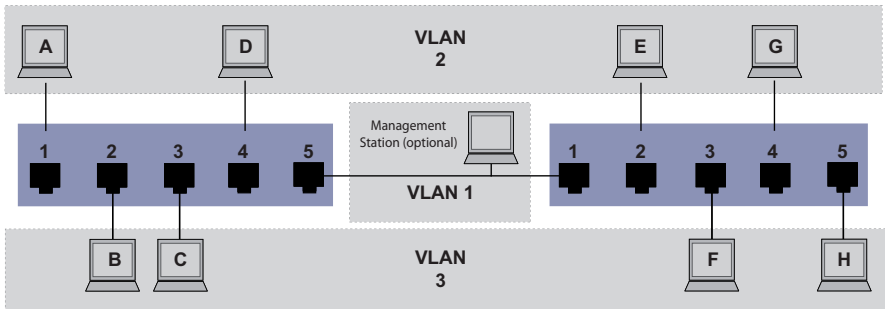 A
D
VLAN
2
E
G
1
2
3
4
5
Management
Station (optional)
VLAN 1
1
2
3
4
5
B
C
VLAN
3
F
H